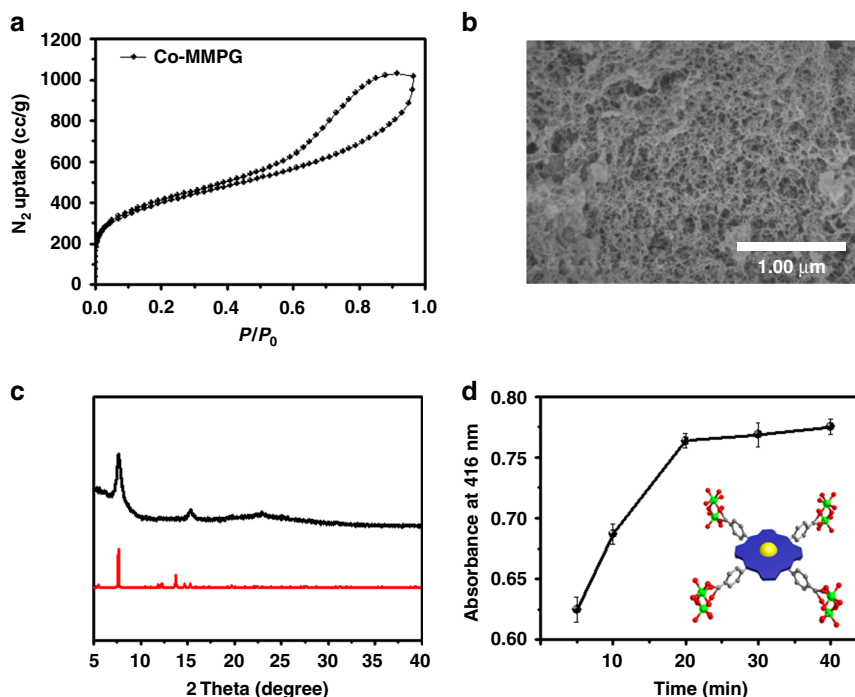 a
1200
1000
800
600
400
200
0
N2 uptake (cc/g)
Co-MMPG
0.0 0.2 0.4 0.6 0.8 1.0
P/P0
b
1.00 μm
c
5 10 15 20 25 30 35 40
2 Theta (degree)
d
0.80
0.75
0.70
0.65
0.60
Absorbance at 416 nm
10 20 30 40
Time (min)